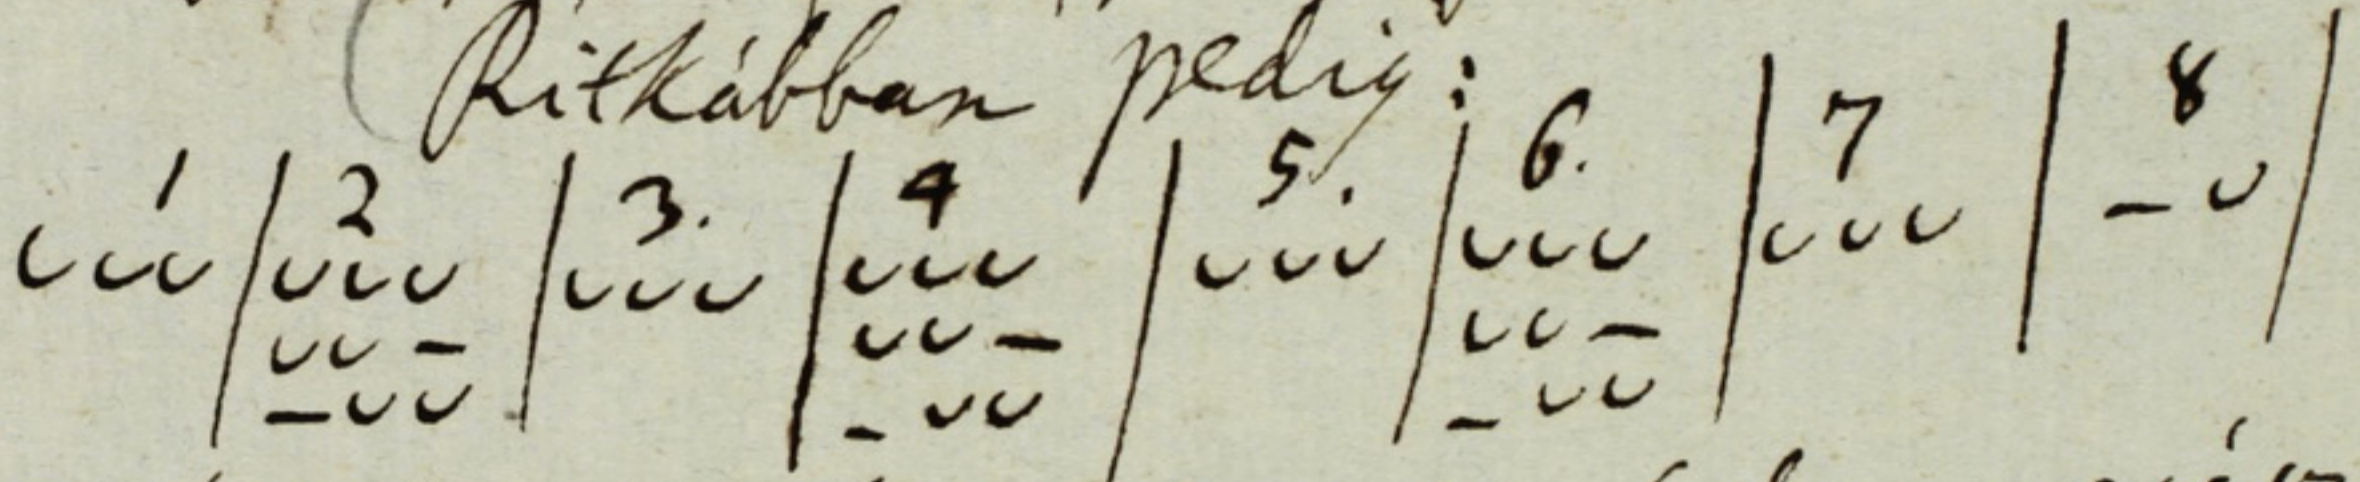 Ritkábban pedig:
1 | 2 | 3. | 4 | 5. | 6. | 7 | 8 |
◡◡◡ | ◡◡◡ | ◡◡◡ | ◡◡◡ | ◡◡◡ | ◡◡◡ | ◡◡◡ | –◡ |
◡◡– | ◡◡– | ◡◡–
–◡◡ | –◡◡ | –◡◡